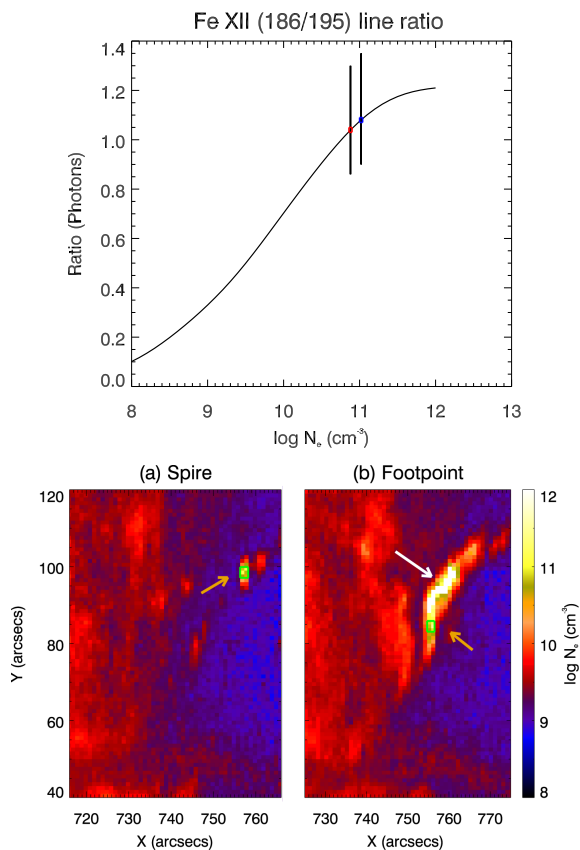 Fe XII (186/195) line ratio
1.4
1.2
1.0
0.8
0.6
0.4
0.2
0.0
Ratio (Photons)
8 9 10 11 12 13
log Nₑ (cm⁻³)
(a) Spire (b) Footpoint
120
100
80
60
40
Y (arcsecs)
12
11
10
9
8
log Nₑ (cm⁻³)
720 730 740 750 760 730 740 750 760 770
X (arcsecs) X (arcsecs)